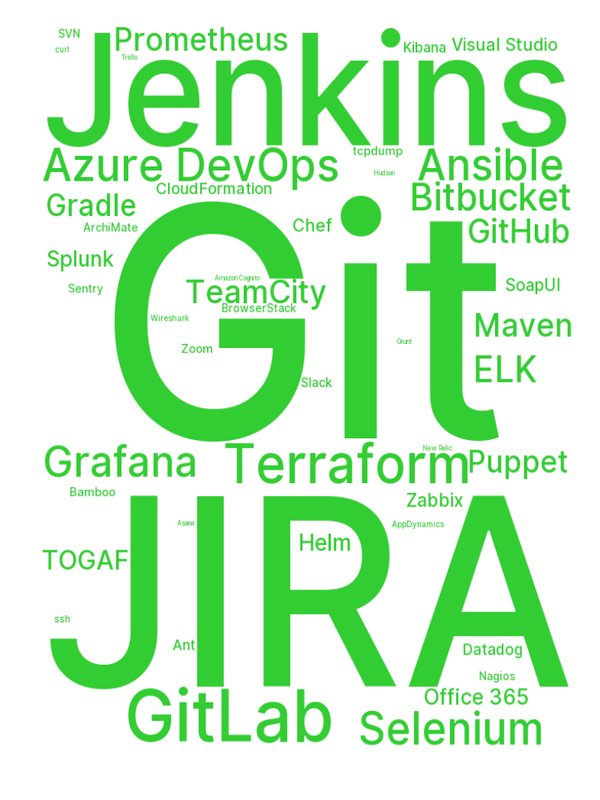 SVN
Prometheus
Kibana
Visual Studio
curl
Trello
Jenkins
Azure DevOps
tcpdump
Ansible
Hudson
CloudFormation
Bitbucket
Gradle
ArchiMate
Chef
GitHub
Splunk
Git
Amazon Cognito
TeamCity
SoapUI
Sentry
BrowserStack
Wireshark
Maven
Zoom
Grunt
ELK
Slack
Grafana
Terraform
New Relic
Puppet
Bamboo
Zabbix
JIRA
Asana
AppDynamics
Helm
TOGAF
ssh
Ant
Datadog
Nagios
GitLab
Office 365
Selenium